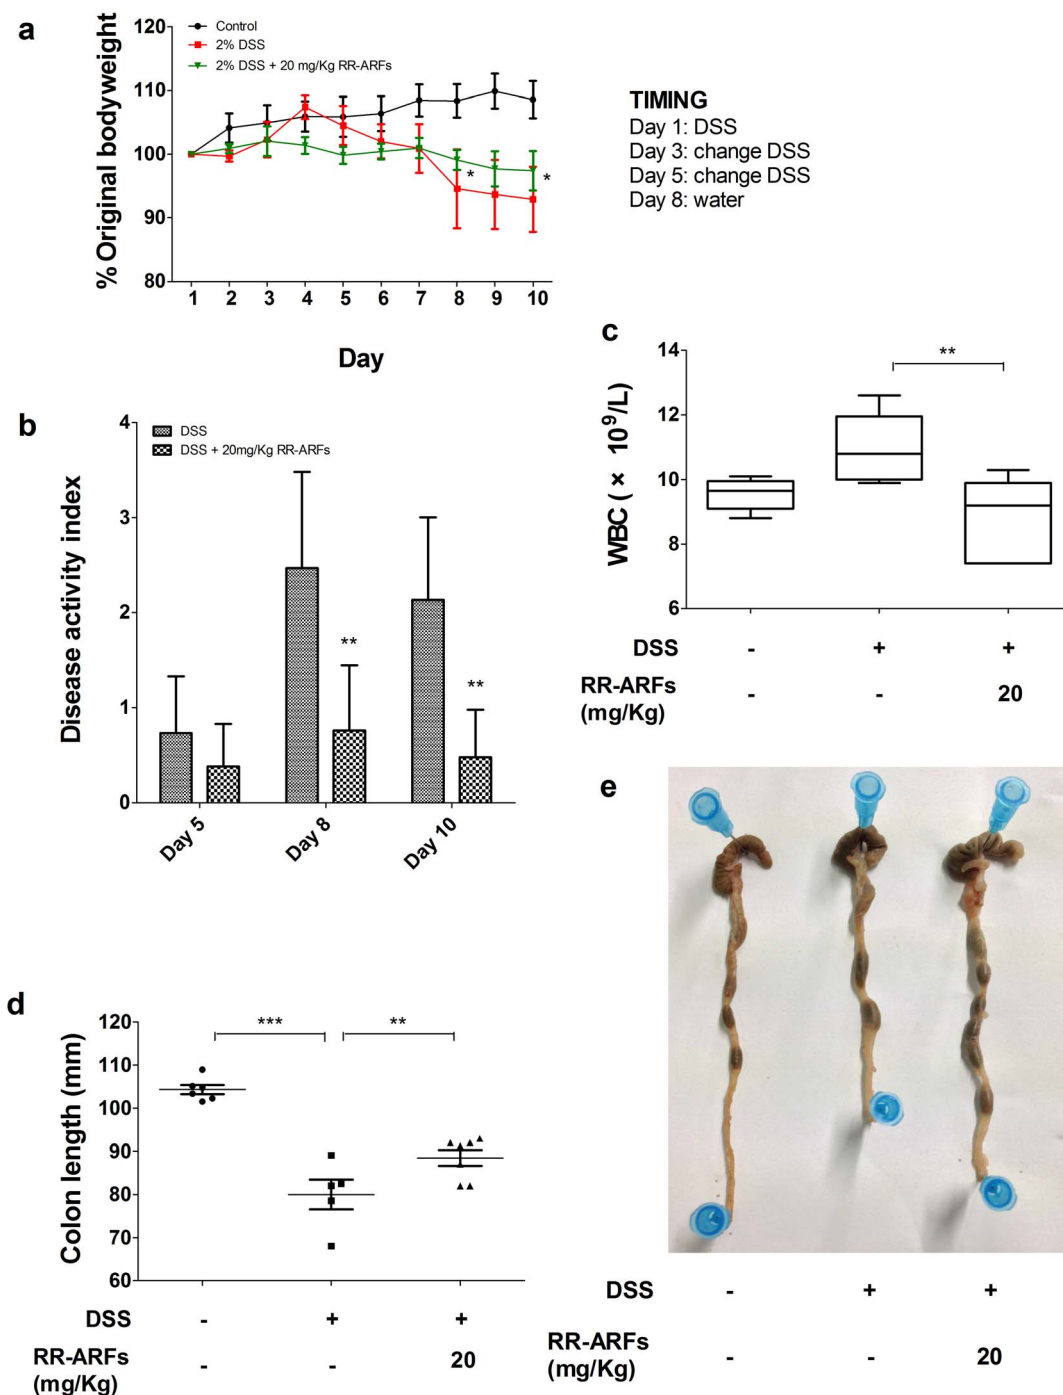 a
120
110
100
90
80
% Original bodyweight
Control
2% DSS
2% DSS + 20 mg/Kg RR-ARFs
*
*
1 2 3 4 5 6 7 8 9 10
Day
TIMING
Day 1: DSS
Day 3: change DSS
Day 5: change DSS
Day 8: water
b
4
3
2
1
0
Disease activity index
DSS
DSS + 20mg/Kg RR-ARFs
**
**
Day 5
Day 8
Day 10
c
14
12
10
8
6
WBC ( × 10⁹/L)
**
DSS - + +
RR-ARFs
(mg/Kg) - - 20
d
120
110
100
90
80
70
60
Colon length (mm)
***
**
DSS - + +
RR-ARFs
(mg/Kg) - - 20
e
DSS - + +
RR-ARFs
(mg/Kg) - - 20